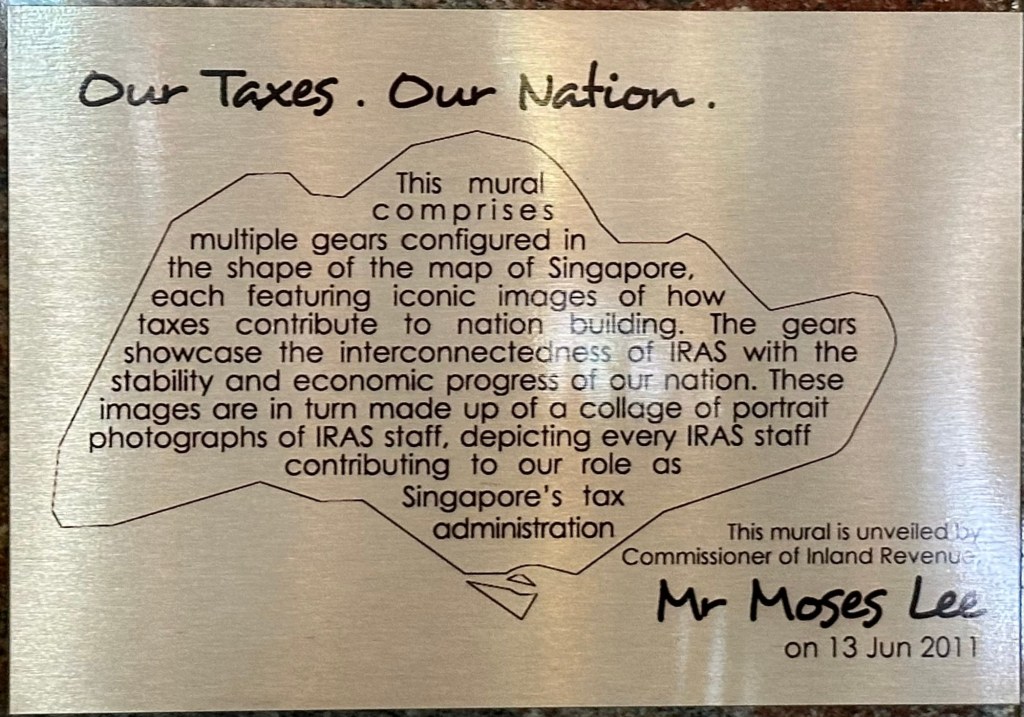 Our Taxes. Our Nation.
This mural
comprises
multiple gears configured in
the shape of the map of Singapore,
each featuring iconic images of how
taxes contribute to nation building. The gears
showcase the interconnectedness of IRAS with the
stability and economic progress of our nation. These
images are in turn made up of a collage of portrait
photographs of IRAS staff, depicting every IRAS staff
contributing to our role as
Singapore's tax
administration
This mural is unveiled by
Commissioner of Inland Revenue,
Mr Moses Lee
on 13 Jun 2011